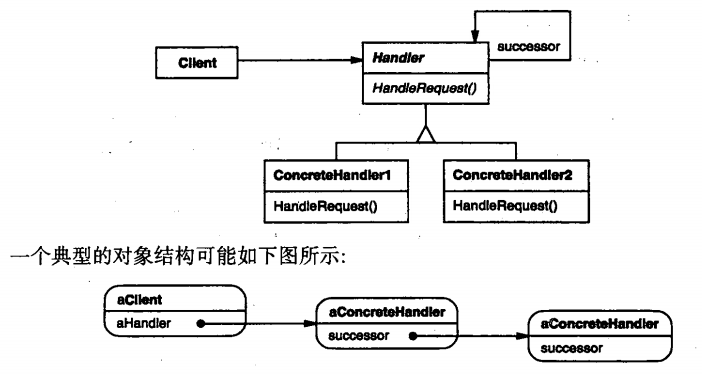 Client
Handler
successor
HandleRequest()
ConcreteHandler1
ConcreteHandler2
HandleRequest()
HandleRequest()
一个典型的对象结构可能如下图所示:
aClient
aHandler
aConcreteHandler
successor
aConcreteHandler
successor